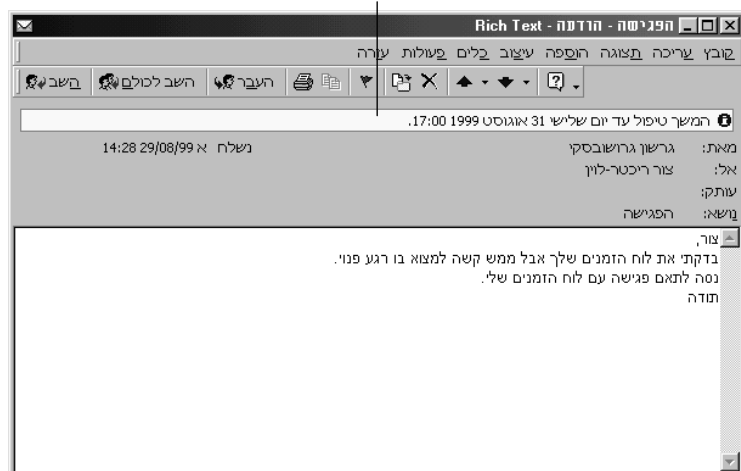 הפגישה - הודמה - Rich Text
קובץ עריכה תצוגה הוספה עיצוב כלים פעולות עזרה
השב השב לכולם העבר
המשך טיפול עד יום שלישי 31 אוגוסט 1999 17:00.
מאת: גרשון גרושובסקי נשלח א 29/08/99 14:28
אל: צור ריכטר-לוין
עותק:
נושא: הפגישה
צור,
בדקתי את לוח הזמנים שלך אבל ממש קשה למצוא בו רגע פנוי.
נסה לתאם פגישה עם לוח הזמנים שלי.
תודה